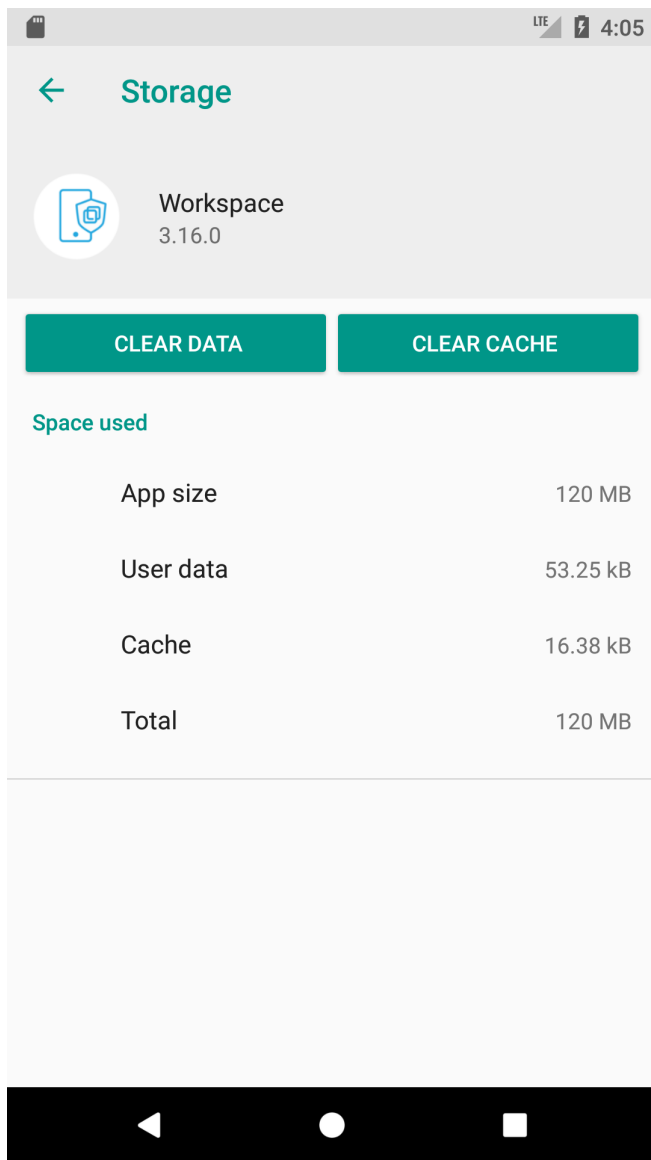 LTE 4:05
Storage
Workspace
3.16.0
CLEAR DATA CLEAR CACHE
Space used
App size 120 MB
User data 53.25 kB
Cache 16.38 kB
Total 120 MB